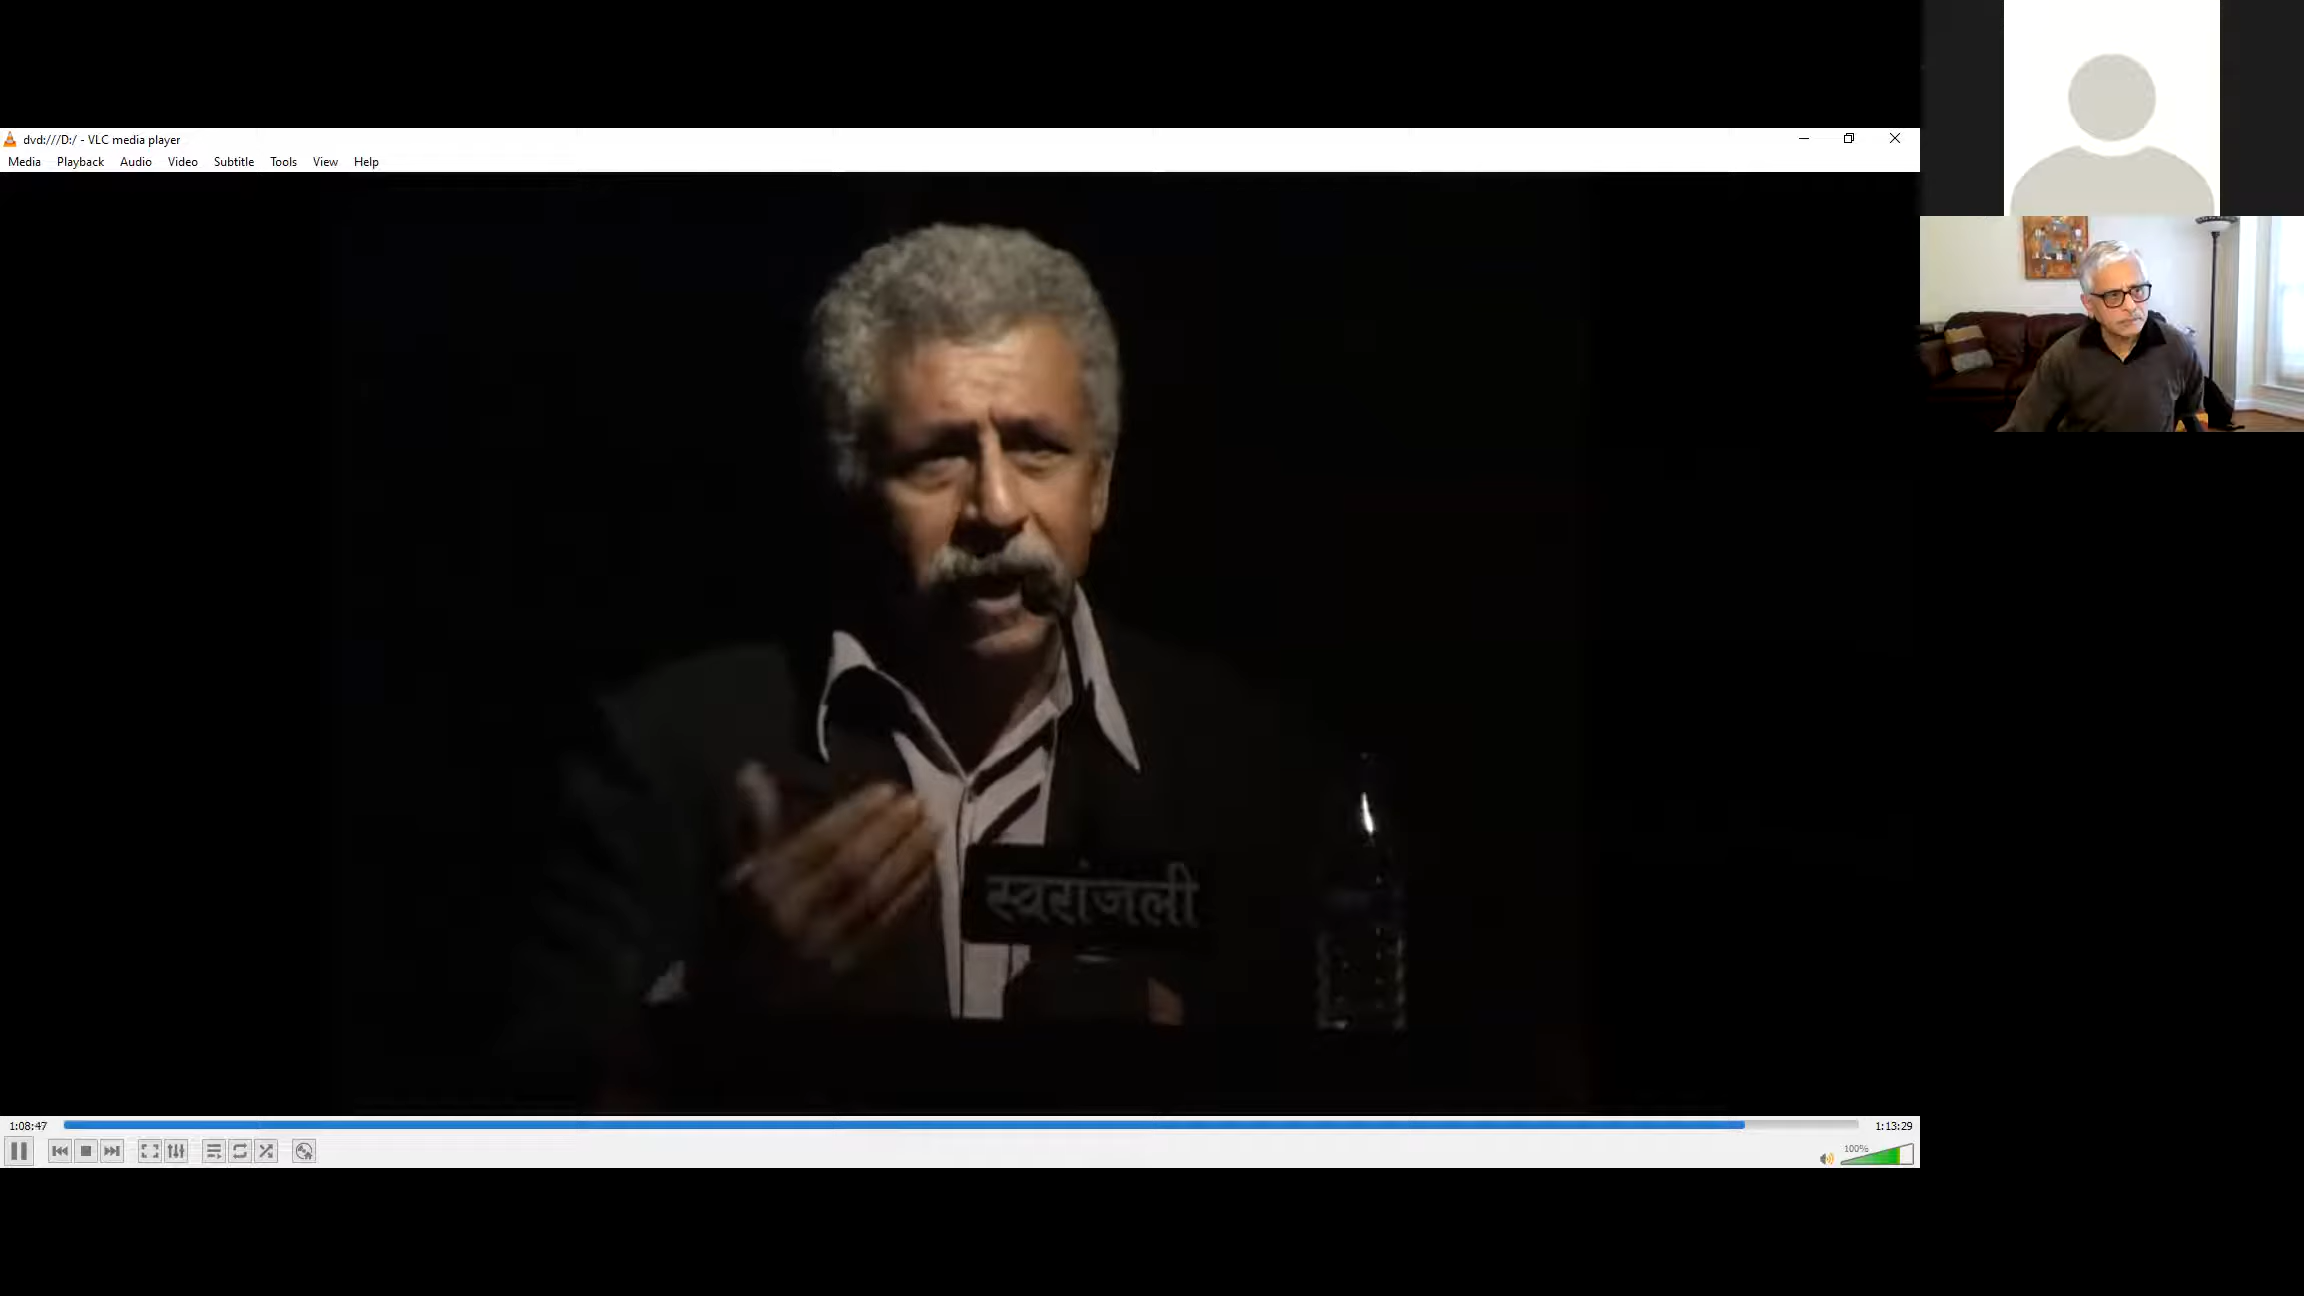 dvd:///D:/ - VLC media player
Media Playback Audio Video Subtitle Tools View Help
स्वरांजली
1:08:47
1:13:29
100%